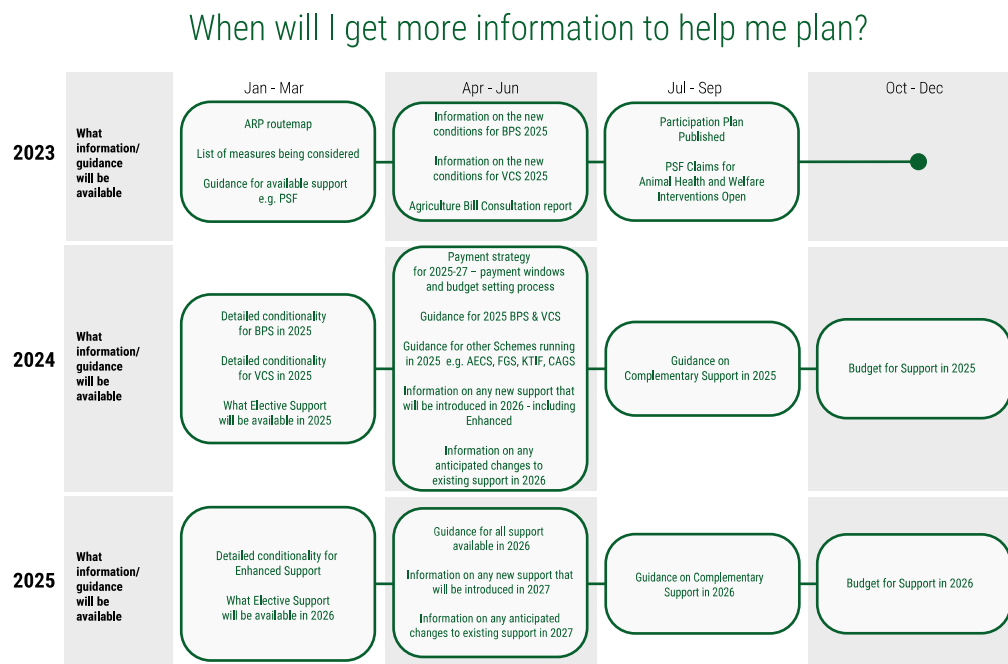 When will I get more information to help me plan?
Jan - Mar
Apr - Jun
Jul - Sep
Oct - Dec
2023
What
information/
guidance
will be
available
ARP routemap
List of measures being considered
Guidance for available support
e.g. PSF
Information on the new
conditions for BPS 2025
Information on the new
conditions for VCS 2025
Agriculture Bill Consultation report
Participation Plan
Published
PSF Claims for
Animal Health and Welfare
Interventions Open
2024
What
information/
guidance
will be
available
Detailed conditionality
for BPS in 2025
Detailed conditionality
for VCS in 2025
What Elective Support
will be available in 2025
Payment strategy
for 2025-27 – payment windows
and budget setting process
Guidance for 2025 BPS & VCS
Guidance for other Schemes running
in 2025 e.g. AECS, FGS, KTIF, CAGS
Information on any new support that
will be introduced in 2026 - including
Enhanced
Information on any
anticipated changes to
existing support in 2026
Guidance on
Complementary Support in 2025
Budget for Support in 2025
2025
What
information/
guidance
will be
available
Detailed conditionality for
Enhanced Support
What Elective Support
will be available in 2026
Guidance for all support
available in 2026
Information on any new support that
will be introduced in 2027
Information on any anticipated
changes to existing support in 2027
Guidance on Complementary
Support in 2026
Budget for Support in 2026